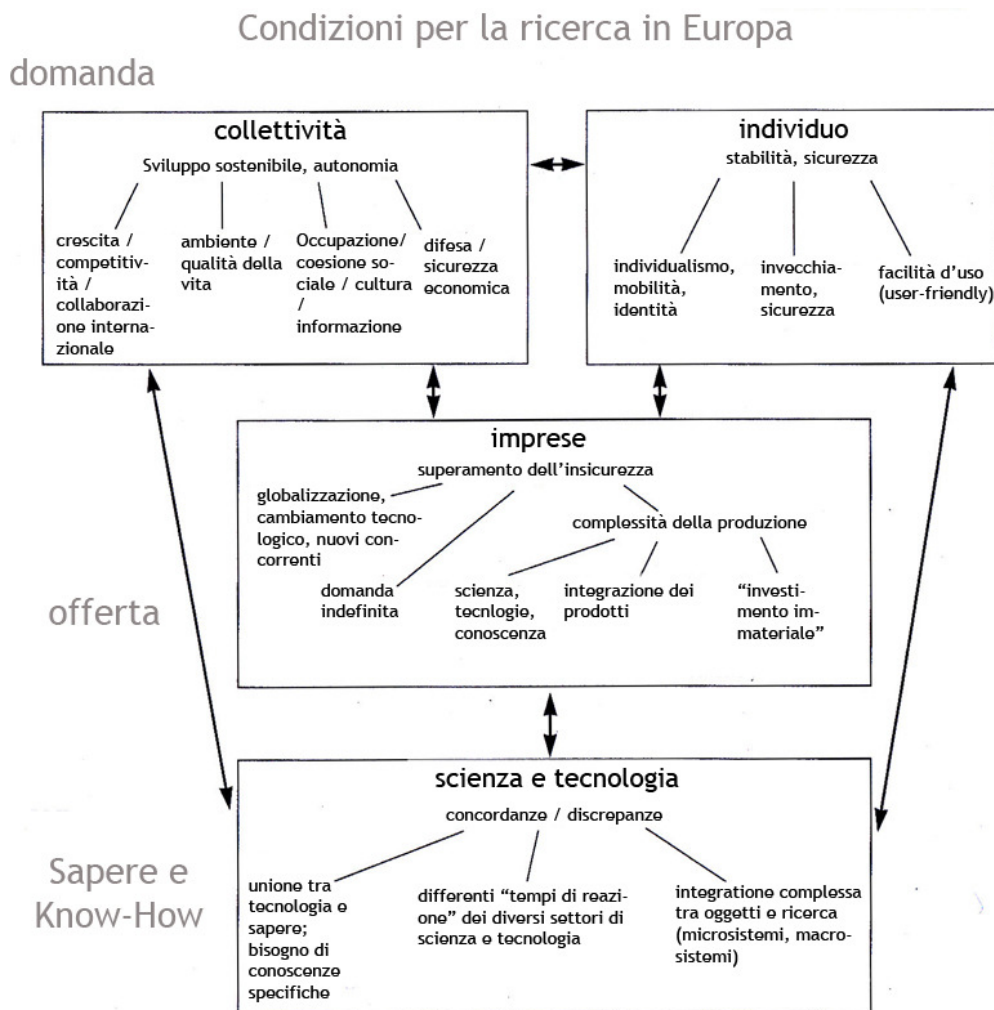 Condizioni per la ricerca in Europa
domanda
collettività
Sviluppo sostenibile, autonomia
crescita /
competitiv-
ità /
collaborazi-
one interna-
zionale
ambiente /
qualità della
vita
Occupazione/
coesione so-
ciale / cultura
/
informazione
difesa /
sicurezza
economica
individuo
stabilità, sicurezza
individualismo,
mobilità,
identità
invecchia-
mento,
sicurezza
facilità d'uso
(user-friendly)
imprese
superamento dell'insicurezza
globalizzazione,
cambiamento tecno-
logico, nuovi con-
correnti
domanda
indefinita
complessità della produzione
scienza,
tecnlogie,
conoscenza
integrazione dei
prodotti
"investi-
mento im-
materiale"
offerta
scienza e tecnologia
concordanze / discrepanze
unione tra
tecnologia e
sapere;
bisogno di
conoscenze
specifiche
differenti "tempi di reazi-
one" dei diversi settori di
scienza e tecnologia
integratione complessa
tra oggetti e ricerca
(microsistemi, macro-
sistemi)
Sapere e
Know-How